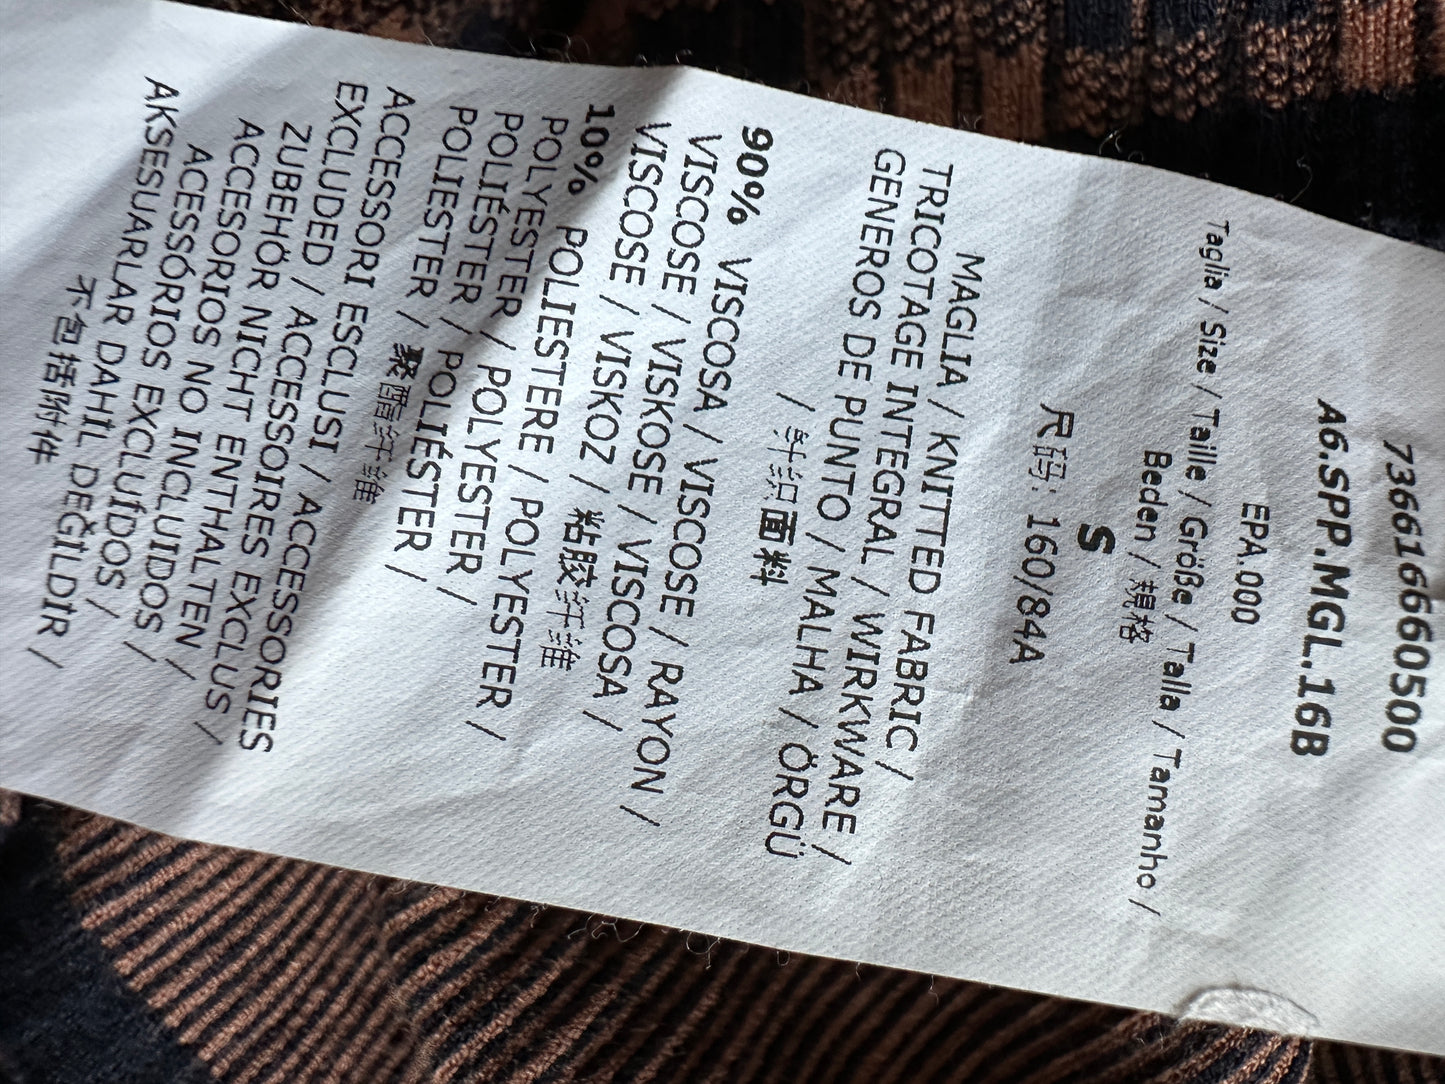 7366166605​00
A6.SPP.MGL.16B
EPA.000
Taglia / Size / Taille / Größe / Talla / Tamanho /
Beden / 規格
S
尺码: 160/84A
MAGLIA / KNITTED FABRIC /
TRICOTAGE INTEGRAL / WIRKWARE /
GENEROS DE PUNTO / MALHA / ÖRGÜ
/ 针织面料
90% VISCOSA / VISCOSE / RAYON /
VISCOSE / VISKOSE / VISCOSA /
VISCOSE / VISKOZ / 粘胶纤維
10% POLIESTERE / POLYESTER /
POLYESTER / POLYESTER /
POLIÉSTER / POLIÉSTER /
POLIESTER / 聚酯纤維
ACCESSORI ESCLUSI / ACCESSORIES
EXCLUDED / ACCESSOIRES EXCLUS /
ZUBEHÖR NICHT ENTHALTEN /
ACCESORIOS NO INCLUIDOS /
ACESSÓRIOS EXCLUÍDOS /
AKSESUARLAR DAHİL DEĞİLDİR /
不包括附件